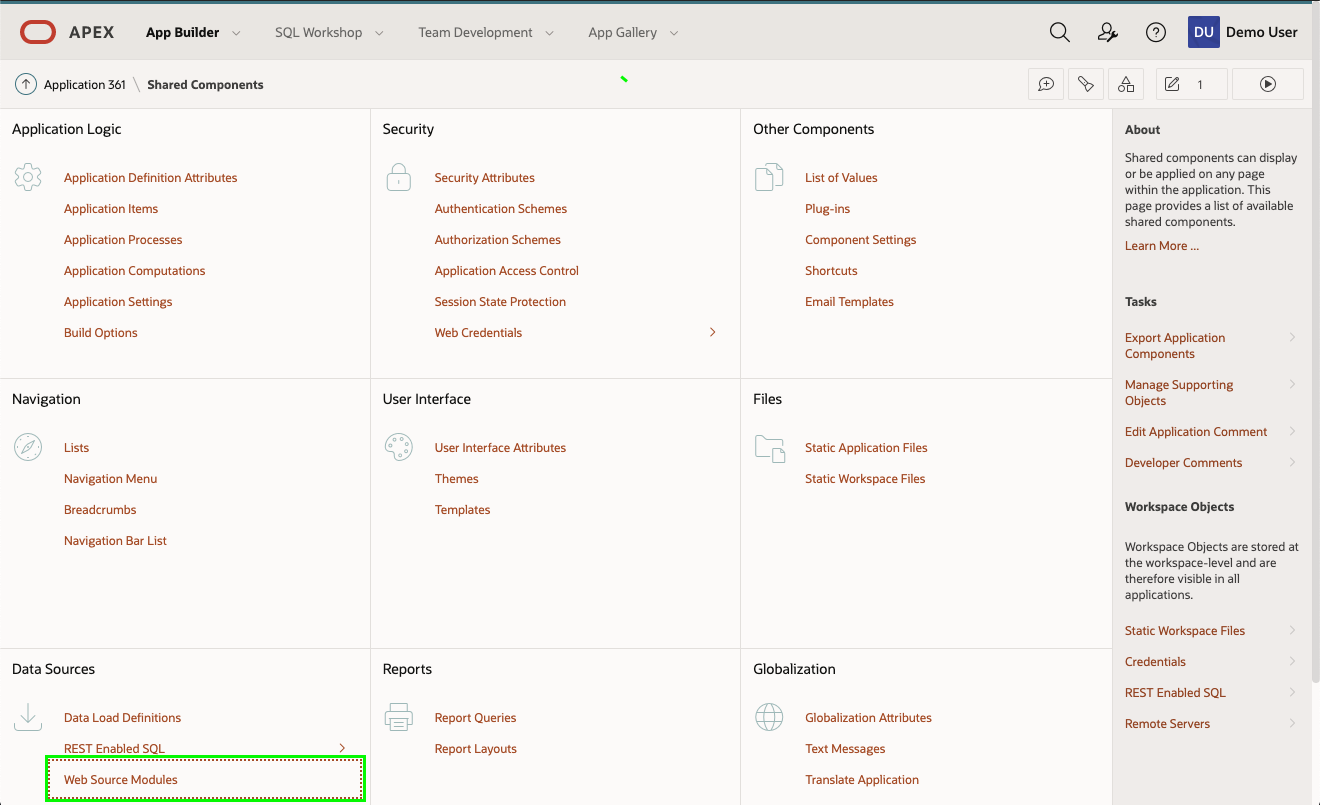 APEX App Builder SQL Workshop Team Development App Gallery DU Demo User
Application 361 \ Shared Components 1
Application Logic
Application Definition Attributes
Application Items
Application Processes
Application Computations
Application Settings
Build Options
Security
Security Attributes
Authentication Schemes
Authorization Schemes
Application Access Control
Session State Protection
Web Credentials
Other Components
List of Values
Plug-ins
Component Settings
Shortcuts
Email Templates
Navigation
Lists
Navigation Menu
Breadcrumbs
Navigation Bar List
User Interface
User Interface Attributes
Themes
Templates
Files
Static Application Files
Static Workspace Files
Data Sources
Data Load Definitions
REST Enabled SQL
Web Source Modules
Reports
Report Queries
Report Layouts
Globalization
Globalization Attributes
Text Messages
Translate Application
About
Shared components can display
or be applied on any page
within the application. This
page provides a list of available
shared components.
Learn More ...
Tasks
Export Application
Components
Manage Supporting
Objects
Edit Application Comment
Developer Comments
Workspace Objects
Workspace Objects are stored at
the workspace-level and are
therefore visible in all
applications.
Static Workspace Files
Credentials
REST Enabled SQL
Remote Servers